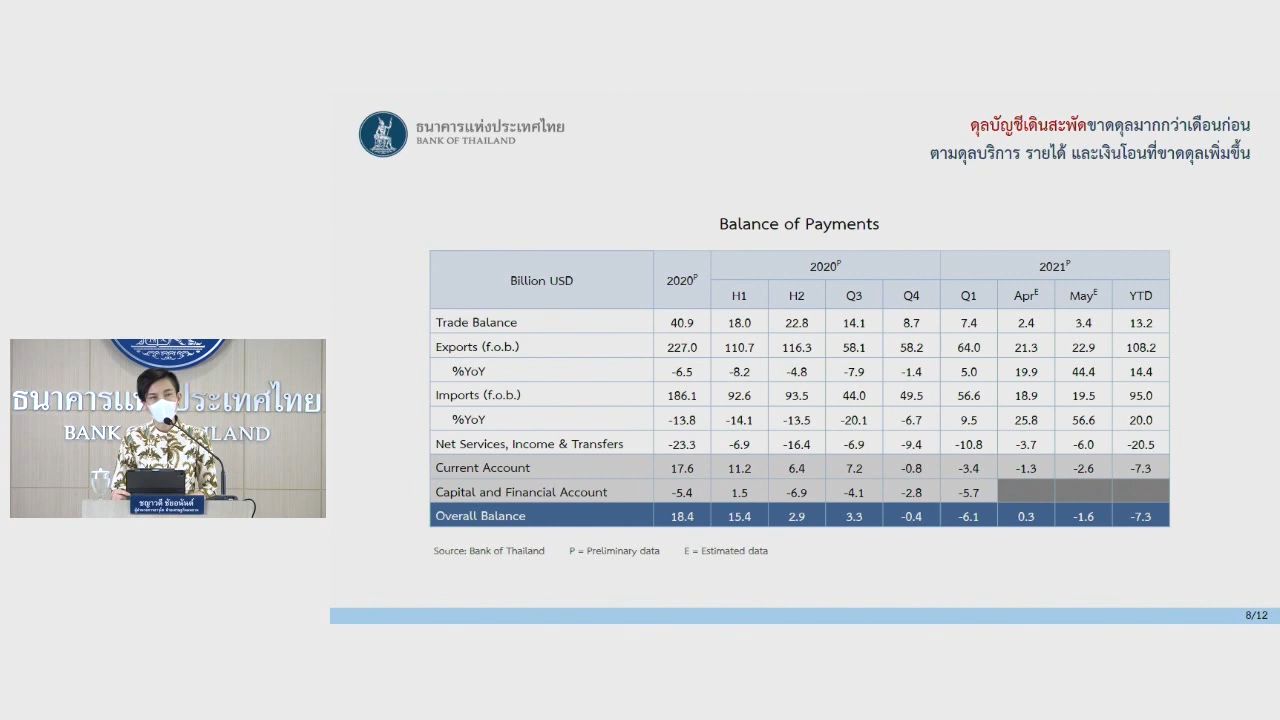 ธนาคารแห่งประเทศไทย
BANK OF THAILAND
ดุลบัญชีเดินสะพัดขาดดุลมากกว่าเดือนก่อน
ตามดุลบริการ รายได้ และเงินโอนที่ขาดดุลเพิ่มขึ้น
Balance of Payments
Billion USD 2020P 2020P 2021P
H1 H2 Q3 Q4 Q1 AprE MayE YTD
Trade Balance 40.9 18.0 22.8 14.1 8.7 7.4 2.4 3.4 13.2
Exports (f.o.b.) 227.0 110.7 116.3 58.1 58.2 64.0 21.3 22.9 108.2
%YoY -6.5 -8.2 -4.8 -7.9 -1.4 5.0 19.9 44.4 14.4
Imports (f.o.b.) 186.1 92.6 93.5 44.0 49.5 56.6 18.9 19.5 95.0
%YoY -13.8 -14.1 -13.5 -20.1 -6.7 9.5 25.8 56.6 20.0
Net Services, Income & Transfers -23.3 -6.9 -16.4 -6.9 -9.4 -10.8 -3.7 -6.0 -20.5
Current Account 17.6 11.2 6.4 7.2 -0.8 -3.4 -1.3 -2.6 -7.3
Capital and Financial Account -5.4 1.5 -6.9 -4.1 -2.8 -5.7
Overall Balance 18.4 15.4 2.9 3.3 -0.4 -6.1 0.3 -1.6 -7.3
Source: Bank of Thailand P = Preliminary data E = Estimated data
8/12
ธนาคารแห่งประเทศไทย
BANK OF THAILAND
ชญาวดี ชัยอนันต์